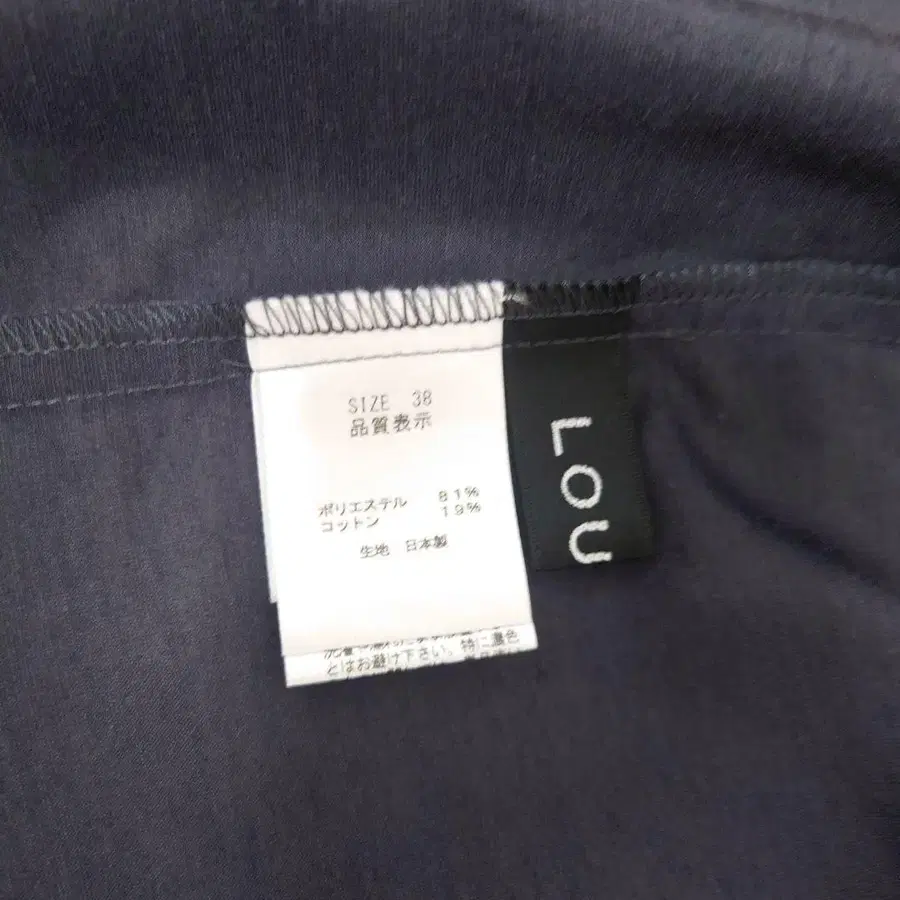 SIZE 38
品質表示
ポリエステル 81%
コットン 19%
生地 日本製
とはお避け下さい。特に濃色
LOU